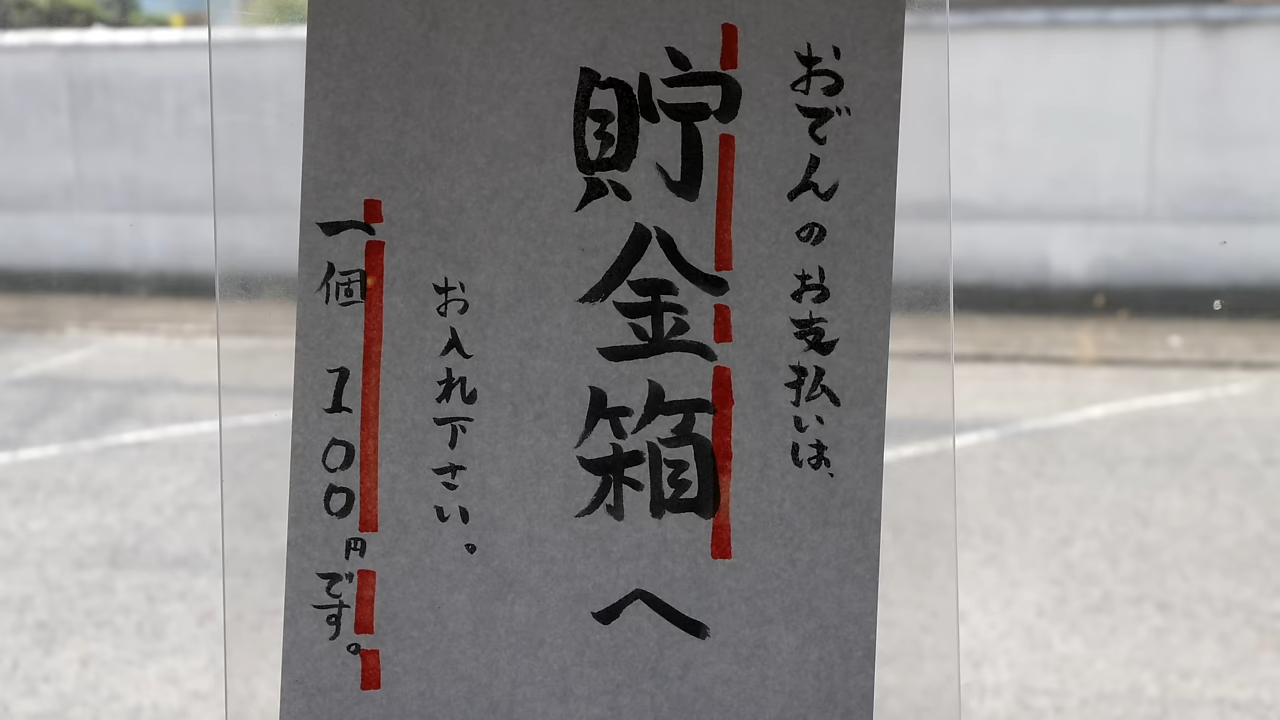 おでんのお支払いは、
貯金箱へ
お入れ下さい。
一個 100円です。